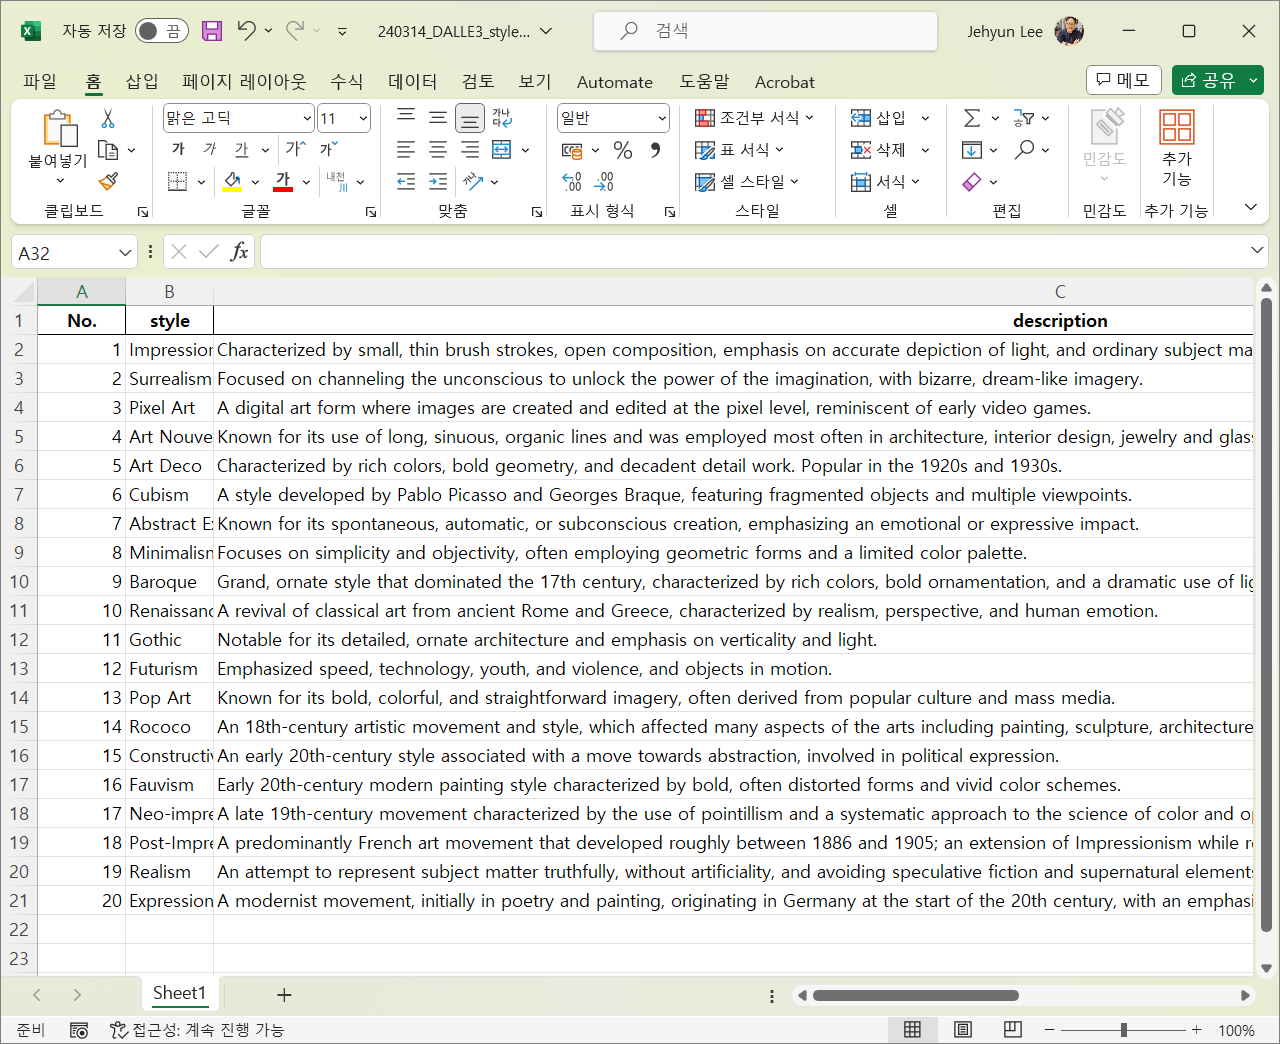 자동 저장 끔 240314_DALLE3_style... 검색 Jehyun Lee
파일 홈 삽입 페이지 레이아웃 수식 데이터 검토 보기 Automate 도움말 Acrobat 메모 공유
맑은 고딕 11 가나다 일반 조건부 서식 삽입
붙여넣기 가 가 가 가 가 % 표 서식 삭제 민감도 추가 기능
가 내천 .00 .00 셀 스타일 서식
클립보드 글꼴 맞춤 표시 형식 스타일 셀 편집 민감도 추가 기능
A32 fx
A B C
1 No. style description
2 1 Impression Characterized by small, thin brush strokes, open composition, emphasis on accurate depiction of light, and ordinary subject ma
3 2 Surrealism Focused on channeling the unconscious to unlock the power of the imagination, with bizarre, dream-like imagery.
4 3 Pixel Art A digital art form where images are created and edited at the pixel level, reminiscent of early video games.
5 4 Art Nouve Known for its use of long, sinuous, organic lines and was employed most often in architecture, interior design, jewelry and glas
6 5 Art Deco Characterized by rich colors, bold geometry, and decadent detail work. Popular in the 1920s and 1930s.
7 6 Cubism A style developed by Pablo Picasso and Georges Braque, featuring fragmented objects and multiple viewpoints.
8 7 Abstract E Known for its spontaneous, automatic, or subconscious creation, emphasizing an emotional or expressive impact.
9 8 Minimalism Focuses on simplicity and objectivity, often employing geometric forms and a limited color palette.
10 9 Baroque Grand, ornate style that dominated the 17th century, characterized by rich colors, bold ornamentation, and a dramatic use of lig
11 10 Renaissanc A revival of classical art from ancient Rome and Greece, characterized by realism, perspective, and human emotion.
12 11 Gothic Notable for its detailed, ornate architecture and emphasis on verticality and light.
13 12 Futurism Emphasized speed, technology, youth, and violence, and objects in motion.
14 13 Pop Art Known for its bold, colorful, and straightforward imagery, often derived from popular culture and mass media.
15 14 Rococo An 18th-century artistic movement and style, which affected many aspects of the arts including painting, sculpture, architecture
16 15 Constructiv An early 20th-century style associated with a move towards abstraction, involved in political expression.
17 16 Fauvism Early 20th-century modern painting style characterized by bold, often distorted forms and vivid color schemes.
18 17 Neo-impre A late 19th-century movement characterized by the use of pointillism and a systematic approach to the science of color and op
19 18 Post-Impre A predominantly French art movement that developed roughly between 1886 and 1905; an extension of Impressionism while re
20 19 Realism An attempt to represent subject matter truthfully, without artificiality, and avoiding speculative fiction and supernatural element
21 20 Expression A modernist movement, initially in poetry and painting, originating in Germany at the start of the 20th century, with an emphasi
22
23
Sheet1
준비 접근성: 계속 진행 가능 100%